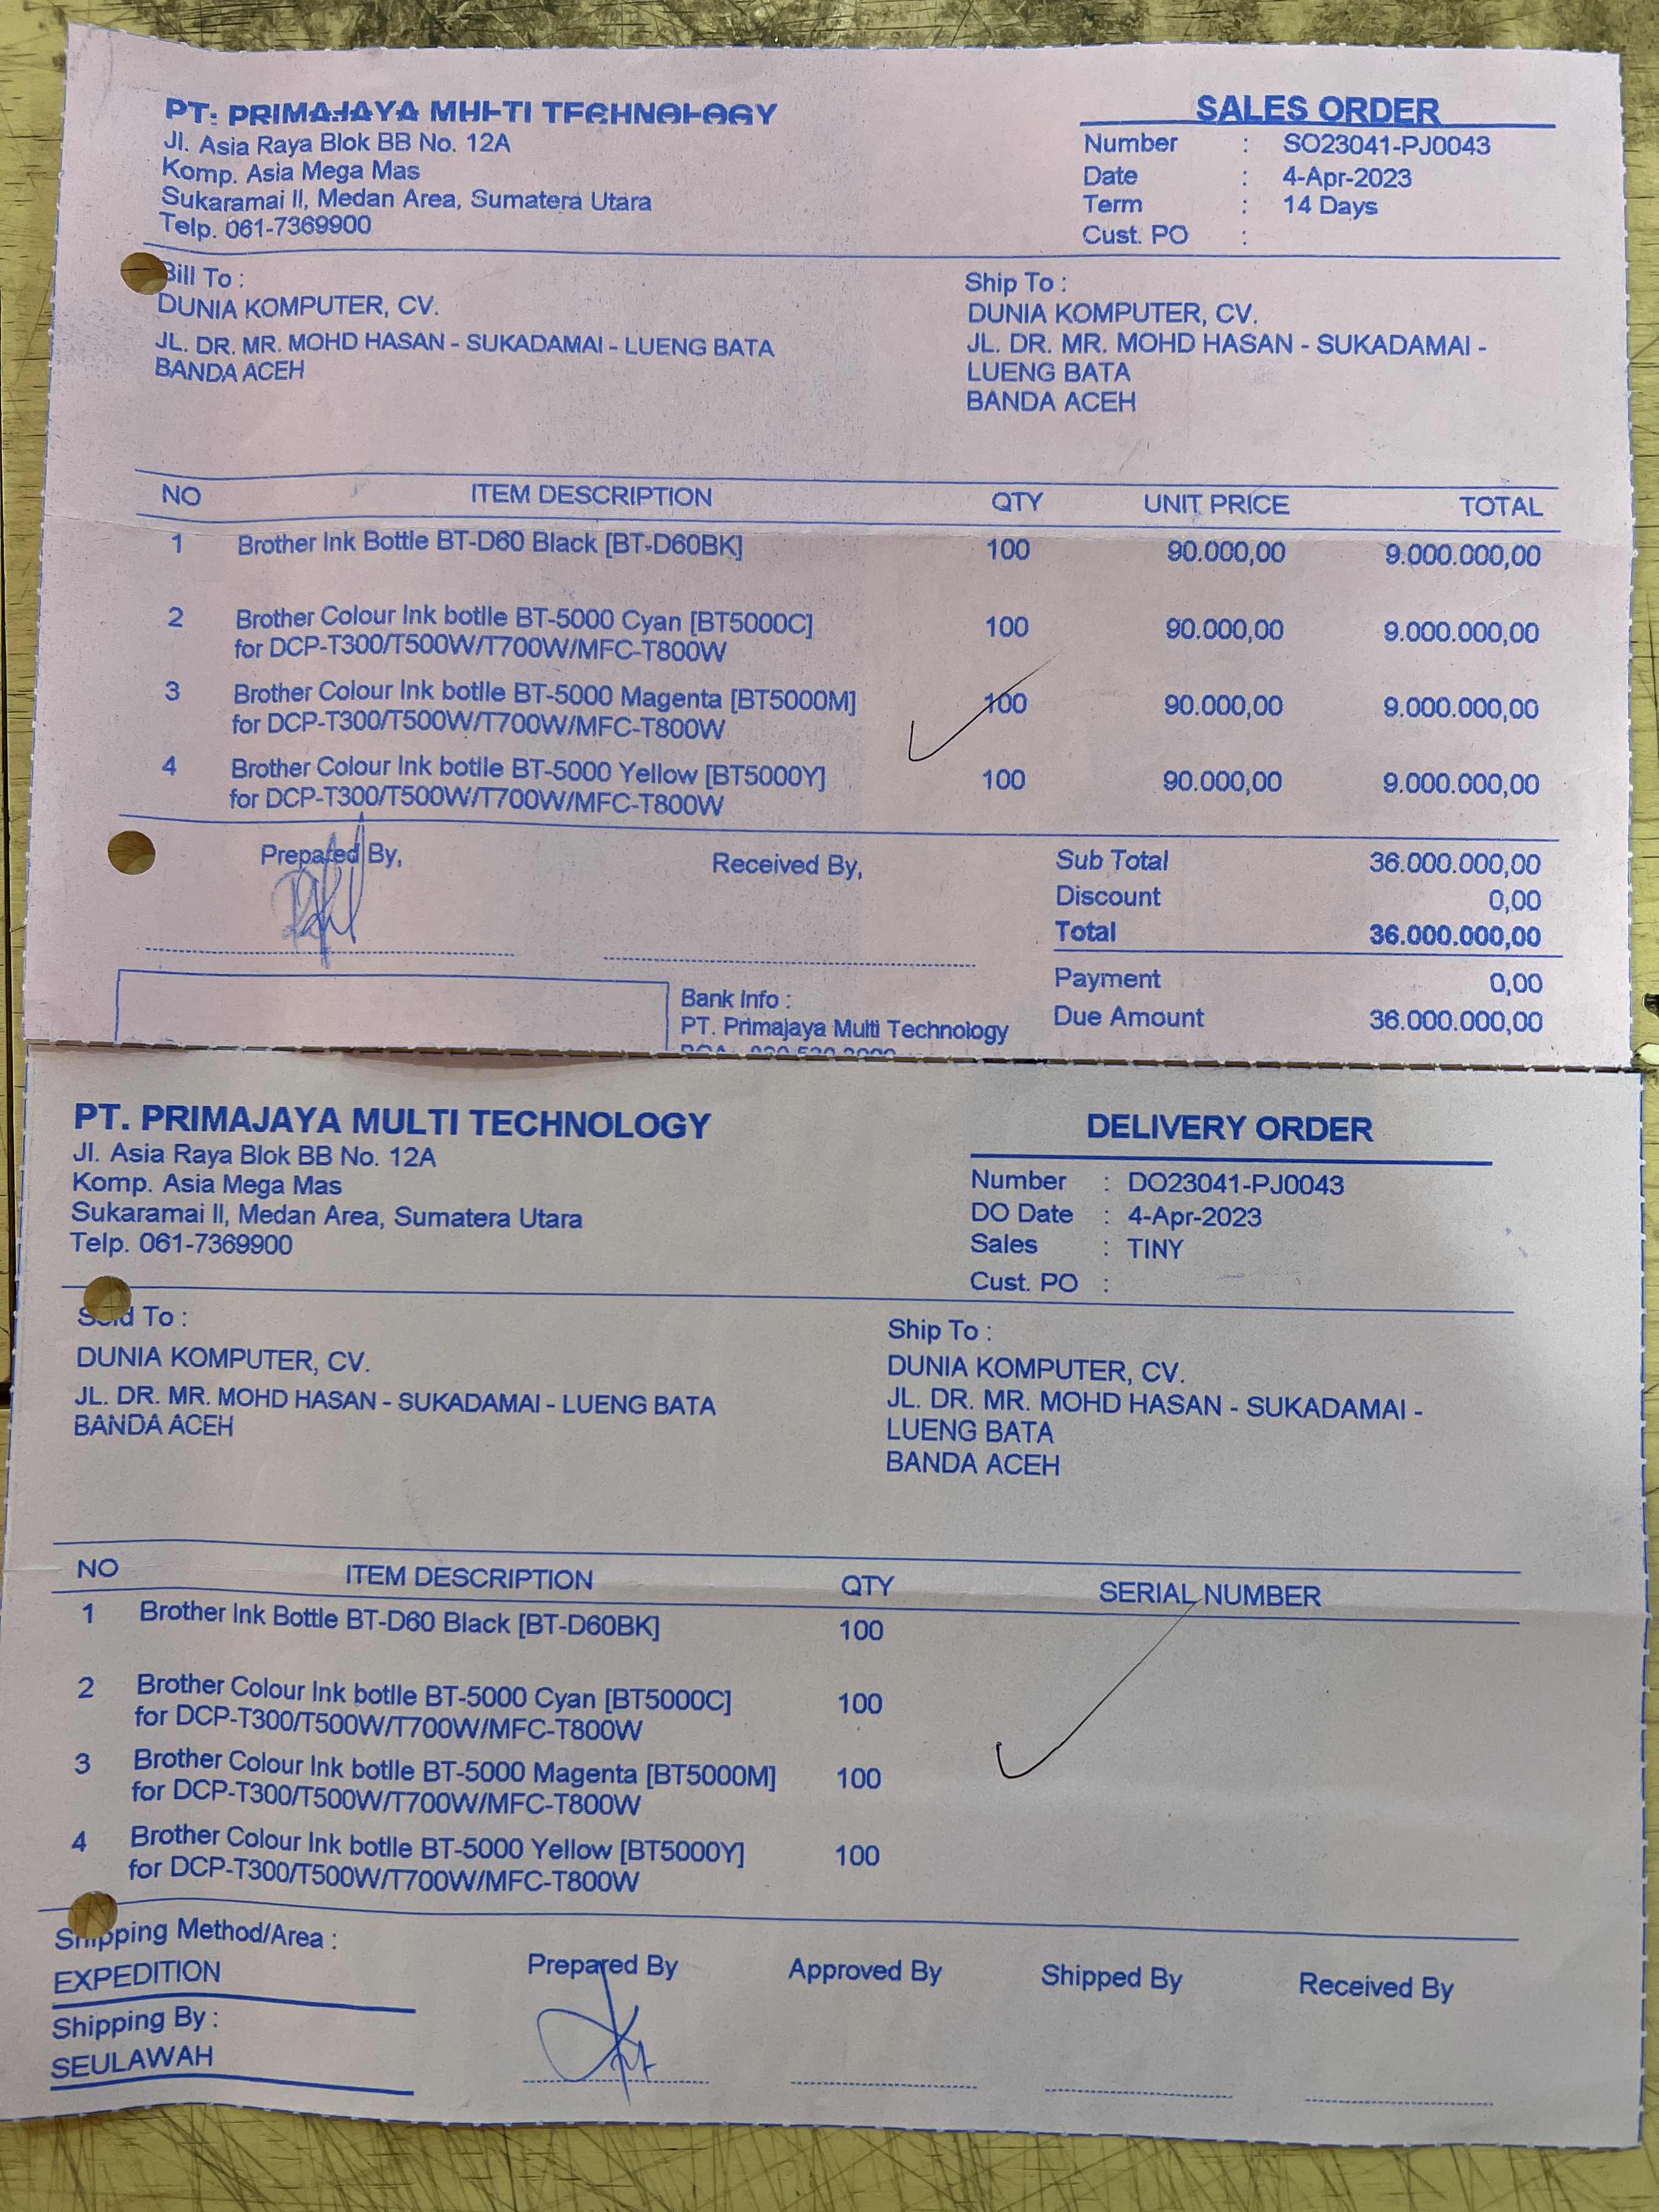 PT. PRIMAJAYA MULTI TECHNOLOGY
Jl. Asia Raya Blok BB No. 12A
Komp. Asia Mega Mas
Sukaramai II, Medan Area, Sumatera Utara
Telp. 061-7369900
SALES ORDER
Number : SO23041-PJ0043
Date : 4-Apr-2023
Term : 14 Days
Cust. PO :
Bill To :
DUNIA KOMPUTER, CV.
JL. DR. MR. MOHD HASAN - SUKADAMAI - LUENG BATA
BANDA ACEH
Ship To :
DUNIA KOMPUTER, CV.
JL. DR. MR. MOHD HASAN - SUKADAMAI -
LUENG BATA
BANDA ACEH
NO ITEM DESCRIPTION QTY UNIT PRICE TOTAL
1 Brother Ink Bottle BT-D60 Black [BT-D60BK] 100 90.000,00 9.000.000,00
2 Brother Colour Ink botlle BT-5000 Cyan [BT5000C] 100 90.000,00 9.000.000,00
for DCP-T300/T500W/T700W/MFC-T800W
3 Brother Colour Ink botlle BT-5000 Magenta [BT5000M] 100 90.000,00 9.000.000,00
for DCP-T300/T500W/T700W/MFC-T800W
4 Brother Colour Ink botlle BT-5000 Yellow [BT5000Y] 100 90.000,00 9.000.000,00
for DCP-T300/T500W/T700W/MFC-T800W
Prepared By,
Received By,
Sub Total 36.000.000,00
Discount 0,00
Total 36.000.000,00
Payment 0,00
Due Amount 36.000.000,00
Bank Info :
PT. Primajaya Multi Technology
PT. PRIMAJAYA MULTI TECHNOLOGY
Jl. Asia Raya Blok BB No. 12A
Komp. Asia Mega Mas
Sukaramai II, Medan Area, Sumatera Utara
Telp. 061-7369900
DELIVERY ORDER
Number : DO23041-PJ0043
DO Date : 4-Apr-2023
Sales : TINY
Cust. PO :
Sold To :
DUNIA KOMPUTER, CV.
JL. DR. MR. MOHD HASAN - SUKADAMAI - LUENG BATA
BANDA ACEH
Ship To :
DUNIA KOMPUTER, CV.
JL. DR. MR. MOHD HASAN - SUKADAMAI -
LUENG BATA
BANDA ACEH
NO ITEM DESCRIPTION QTY SERIAL NUMBER
1 Brother Ink Bottle BT-D60 Black [BT-D60BK] 100
2 Brother Colour Ink botlle BT-5000 Cyan [BT5000C] 100
for DCP-T300/T500W/T700W/MFC-T800W
3 Brother Colour Ink botlle BT-5000 Magenta [BT5000M] 100
for DCP-T300/T500W/T700W/MFC-T800W
4 Brother Colour Ink botlle BT-5000 Yellow [BT5000Y] 100
for DCP-T300/T500W/T700W/MFC-T800W
Shipping Method/Area :
EXPEDITION
Shipping By :
SEULAWAH
Prepared By
Approved By
Shipped By
Received By